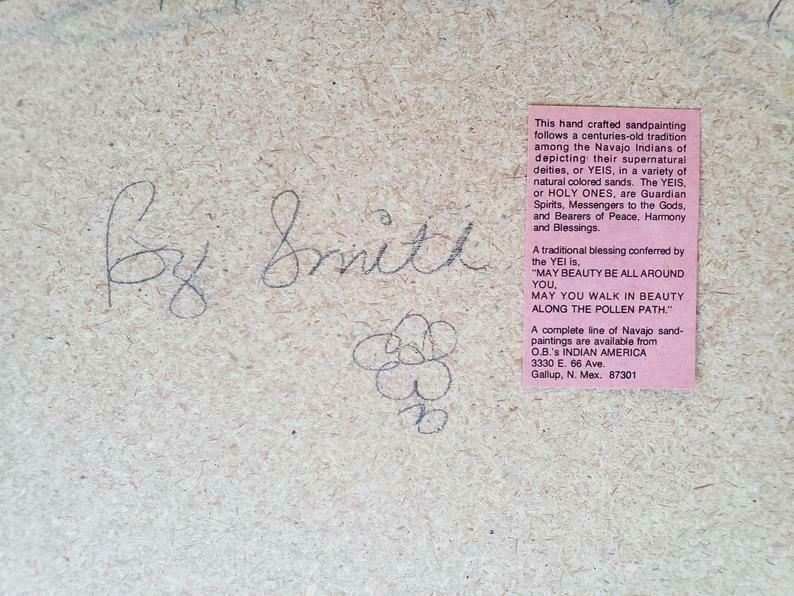 By Smith
This hand crafted sandpainting
follows a centuries-old tradition
among the Navajo Indians of
depicting their supernatural
deities, or YEIS, in a variety of
natural colored sands. The YEIS,
or HOLY ONES, are Guardian
Spirits, Messengers to the Gods,
and Bearers of Peace, Harmony
and Blessings.
A traditional blessing conferred by
the YEI is,
"MAY BEAUTY BE ALL AROUND
YOU,
MAY YOU WALK IN BEAUTY
ALONG THE POLLEN PATH."
A complete line of Navajo sand-
paintings are available from
O.B.'s INDIAN AMERICA
3330 E. 66 Ave.
Gallup, N. Mex. 87301